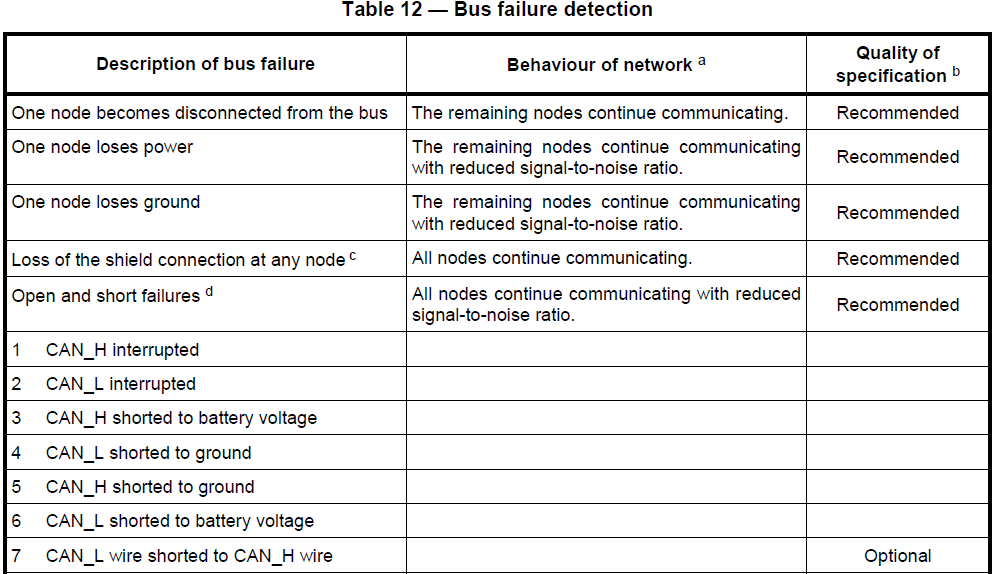 Table 12 — Bus failure detection
Description of bus failure
Behaviour of network a
Quality of
specification b
One node becomes disconnected from the bus
The remaining nodes continue communicating.
Recommended
One node loses power
The remaining nodes continue communicating
with reduced signal-to-noise ratio.
Recommended
One node loses ground
The remaining nodes continue communicating
with reduced signal-to-noise ratio.
Recommended
Loss of the shield connection at any node c
All nodes continue communicating.
Recommended
Open and short failures d
All nodes continue communicating with reduced
signal-to-noise ratio.
Recommended
1 CAN_H interrupted
2 CAN_L interrupted
3 CAN_H shorted to battery voltage
4 CAN_L shorted to ground
5 CAN_H shorted to ground
6 CAN_L shorted to battery voltage
7 CAN_L wire shorted to CAN_H wire
Optional